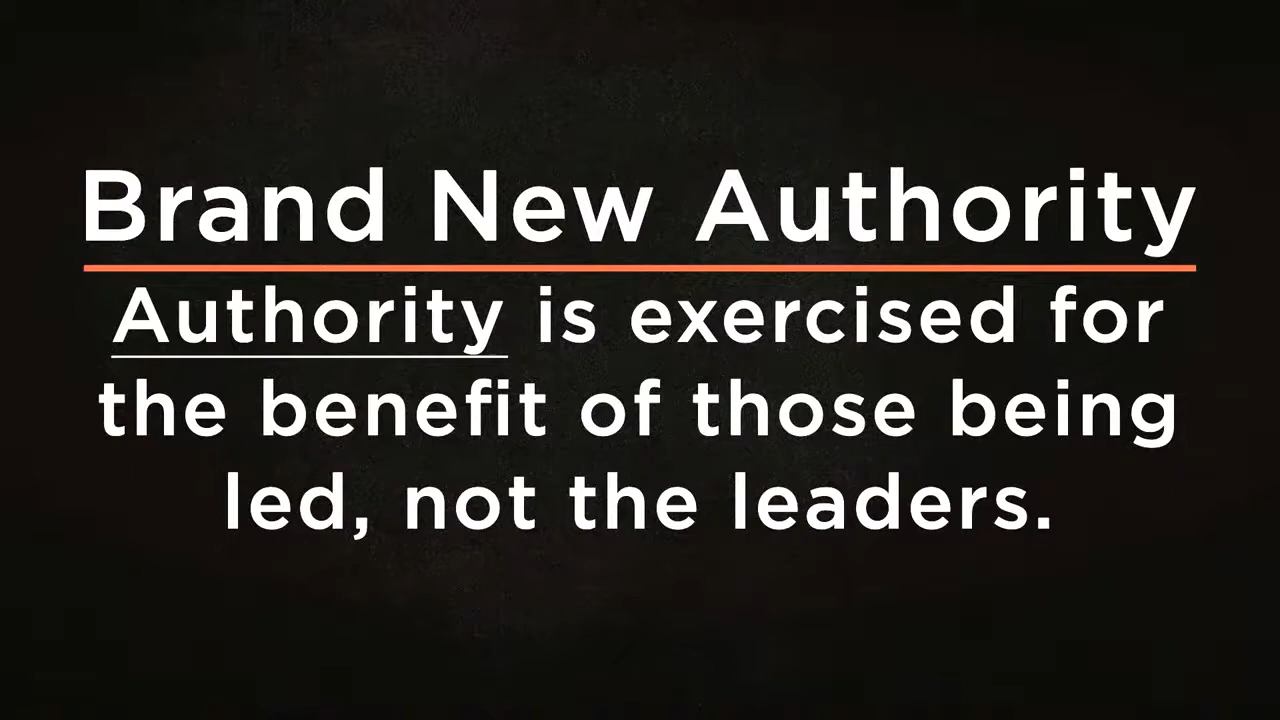 Brand New Authority
Authority is exercised for
the benefit of those being
led, not the leaders.